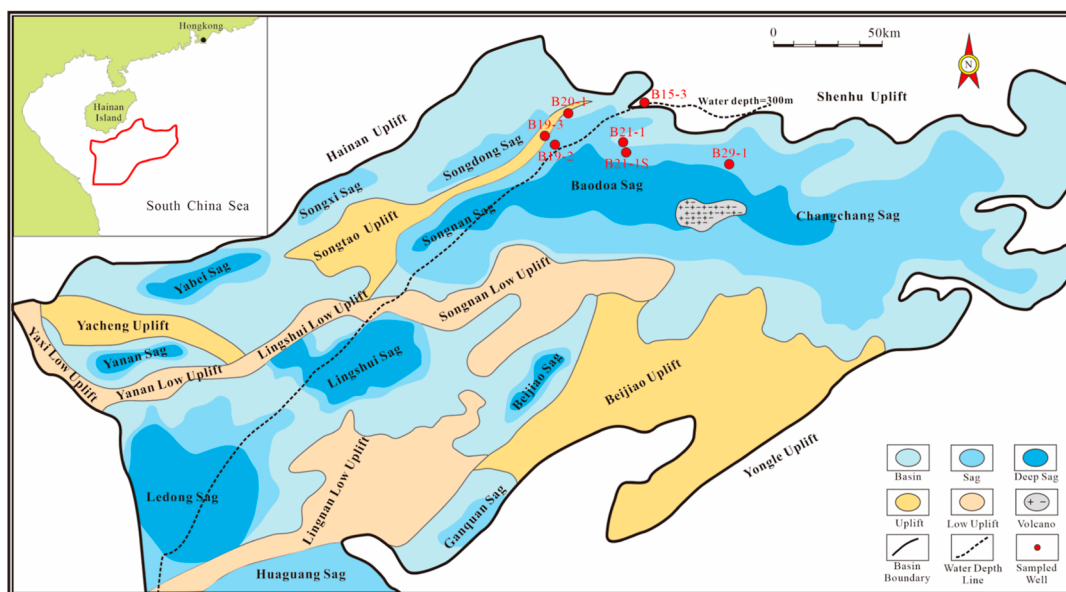 Hongkong
Hainan
Island
South China Sea
0
50km
N
B15-3
Water depth=300m
Shenhu Uplift
B20-1
B19-3
B19-2
B21-1
B21-1S
B29-1
Hainan Uplift
Songdong Sag
Songxi Sag
Baodoa Sag
Changchang Sag
Songnan Sag
Songtao Uplift
Yabei Sag
Songnan Low Uplift
Lingshui Low Uplift
Yacheng Uplift
Yaxi Low Uplift
Yanan Sag
Yanan Low Uplift
Lingshui Sag
Beijiao Sag
Beijiao Uplift
Yongle Uplift
Ledong Sag
Lingnan Low Uplift
Ganquan Sag
Huaguang Sag
Basin
Sag
Deep Sag
Uplift
Low Uplift
Volcano
Basin
Boundary
Water Depth
Line
Sampled
Well